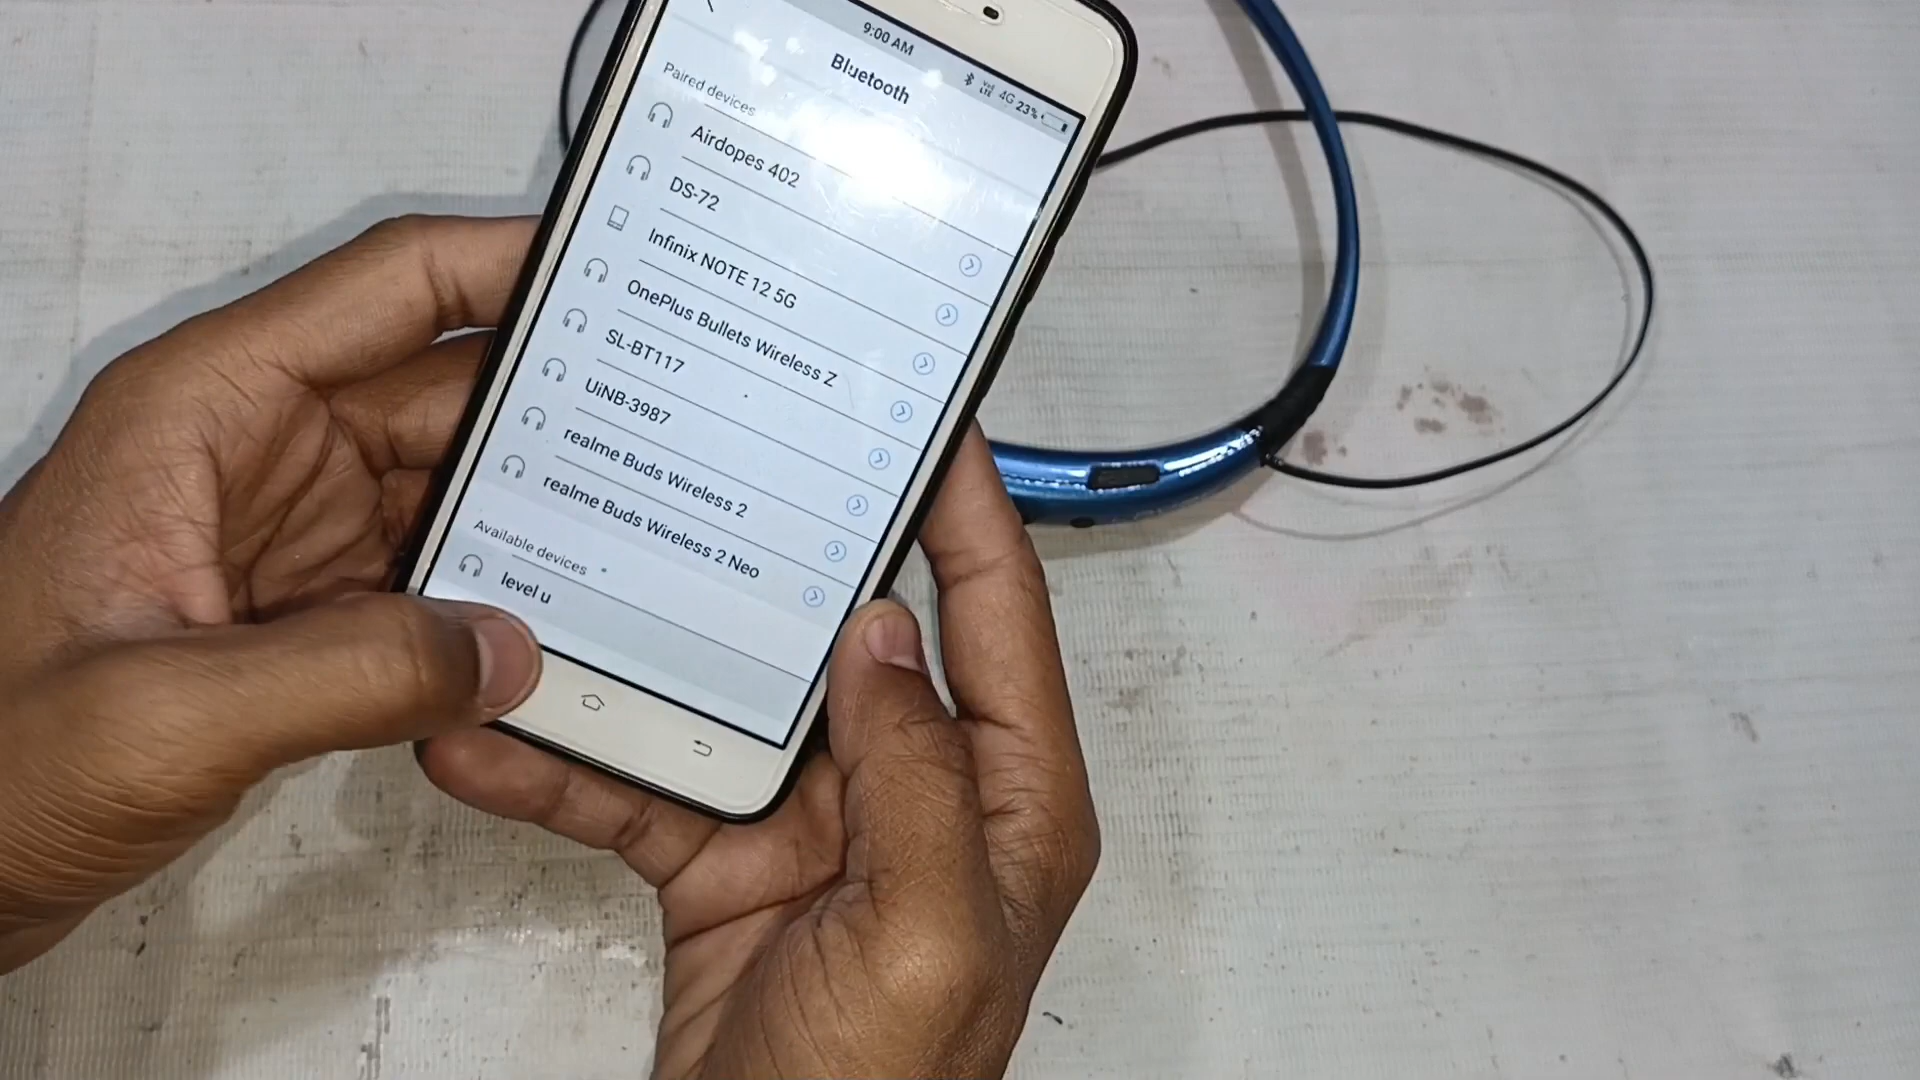 9:00 AM
4G 23%
Bluetooth
Paired devices
Airdopes 402
DS-72
Infinix NOTE 12 5G
OnePlus Bullets Wireless Z
SL-BT117
UiNB-3987
realme Buds Wireless 2
realme Buds Wireless 2 Neo
Available devices
level u